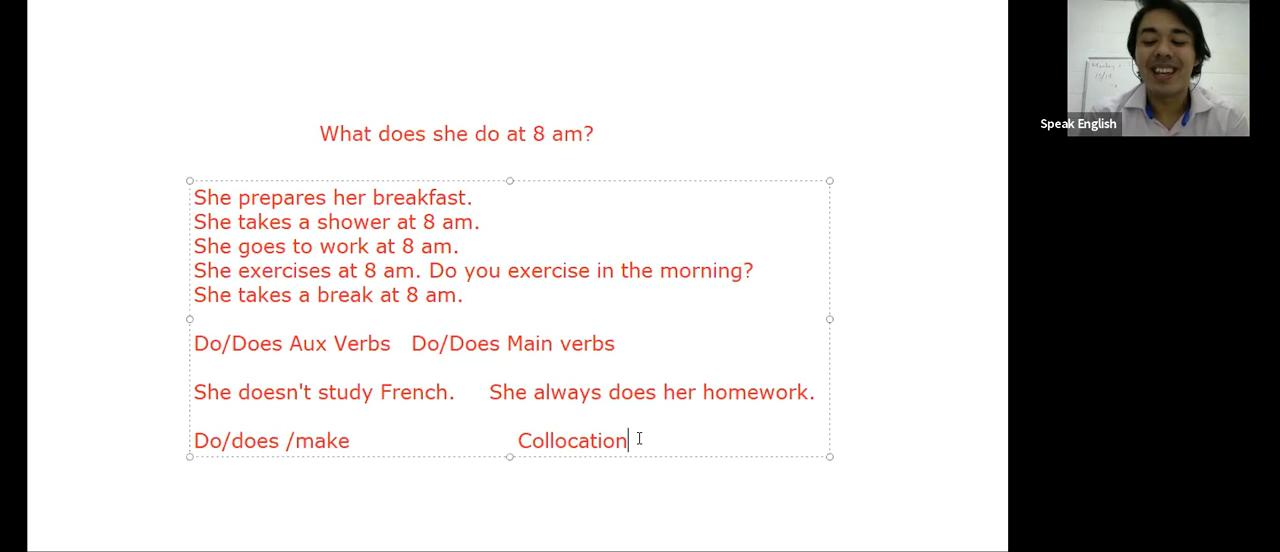 What does she do at 8 am?
She prepares her breakfast.
She takes a shower at 8 am.
She goes to work at 8 am.
She exercises at 8 am. Do you exercise in the morning?
She takes a break at 8 am.
Do/Does Aux Verbs Do/Does Main verbs
She doesn't study French. She always does her homework.
Do/does /make Collocation
Speak English